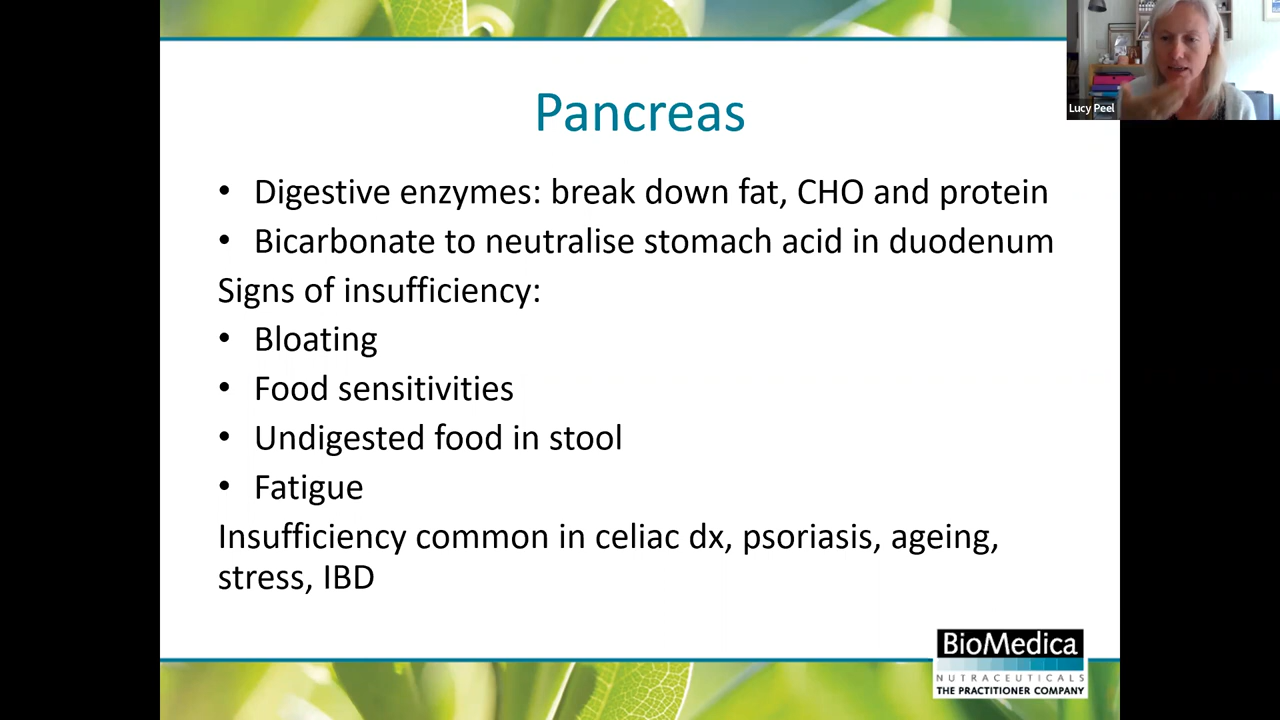 Lucy Peel
Pancreas
• Digestive enzymes: break down fat, CHO and protein
• Bicarbonate to neutralise stomach acid in duodenum
Signs of insufficiency:
• Bloating
• Food sensitivities
• Undigested food in stool
• Fatigue
Insufficiency common in celiac dx, psoriasis, ageing,
stress, IBD
BioMedica
NUTRACEUTICALS
THE PRACTITIONER COMPANY